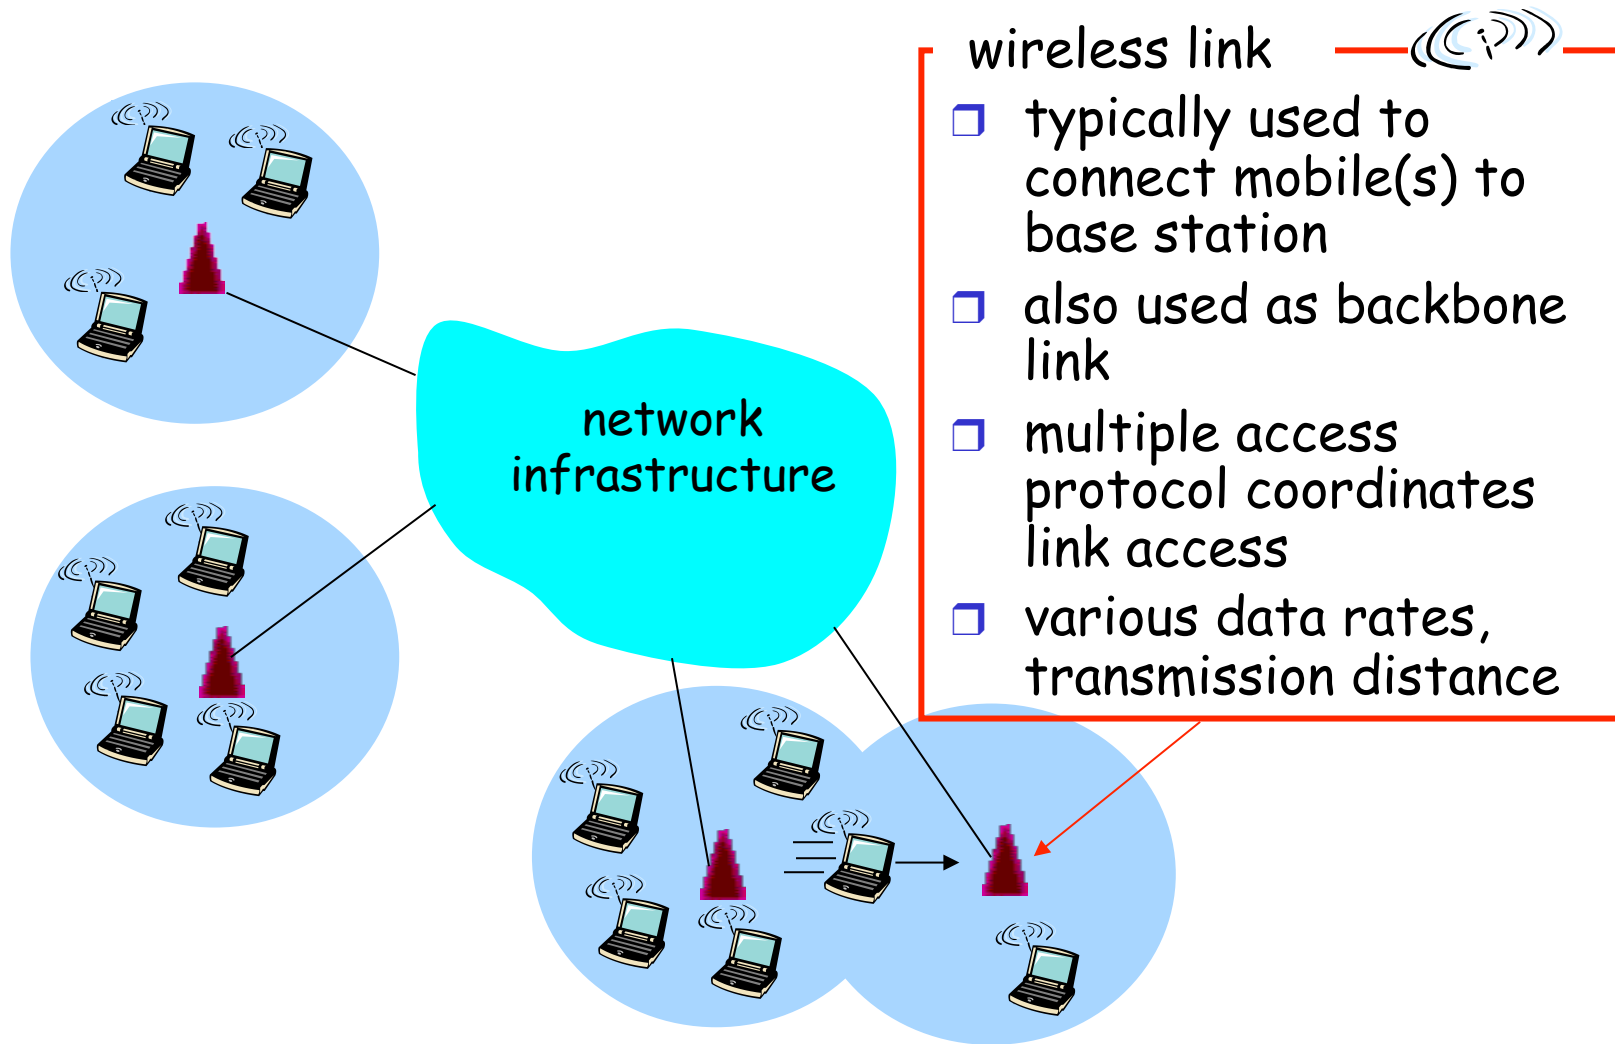 wireless link
typically used to
connect mobile(s) to
base station
also used as backbone
link
multiple access
protocol coordinates
link access
various data rates,
transmission distance
network
infrastructure